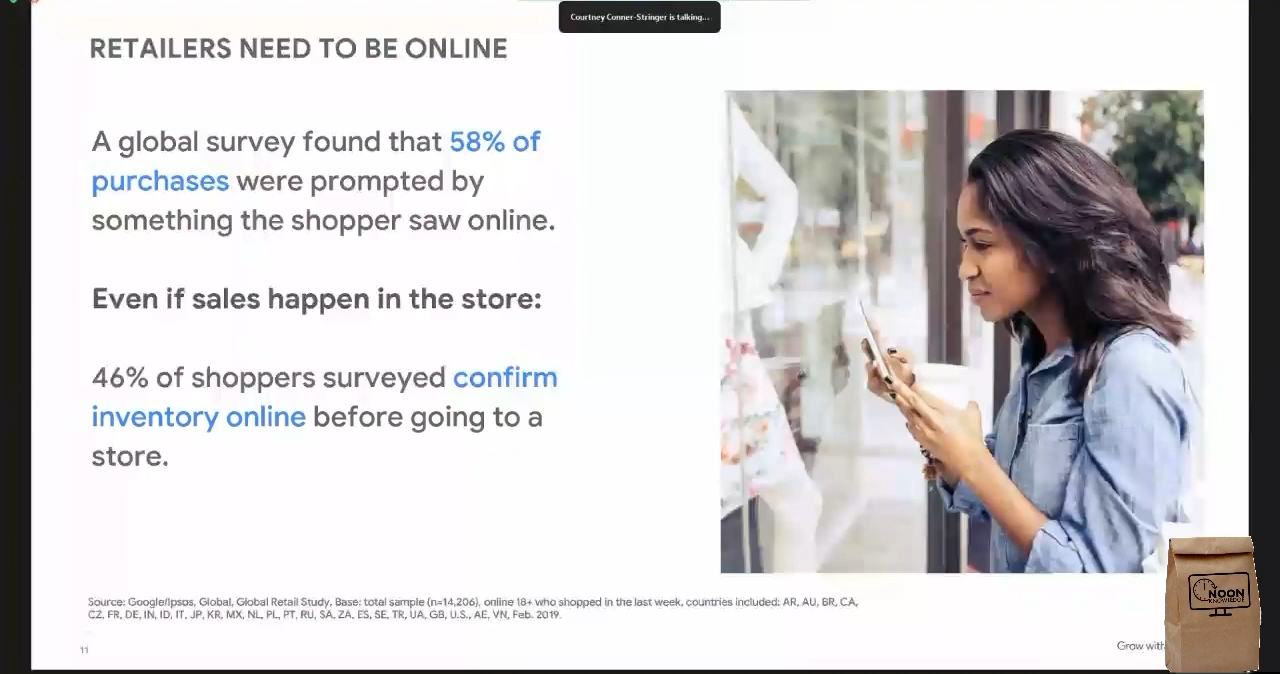 Courtney Conner-Stringer is talking...
RETAILERS NEED TO BE ONLINE
A global survey found that 58% of
purchases were prompted by
something the shopper saw online.
Even if sales happen in the store:
46% of shoppers surveyed confirm
inventory online before going to a
store.
Source: Google/Ipsos, Global, Global Retail Study, Base: total sample (n=14,206), online 18+ who shopped in the last week, countries included: AR, AU, BR, CA,
CZ, FR, DE, IN, ID, IT, JP, KR, MX, NL, PL, PT, RU, SA, ZA, ES, SE, TR, UA, GB, U.S., AE, VN, Feb. 2019.
11
Grow with
NOON
KNOWLEDGE